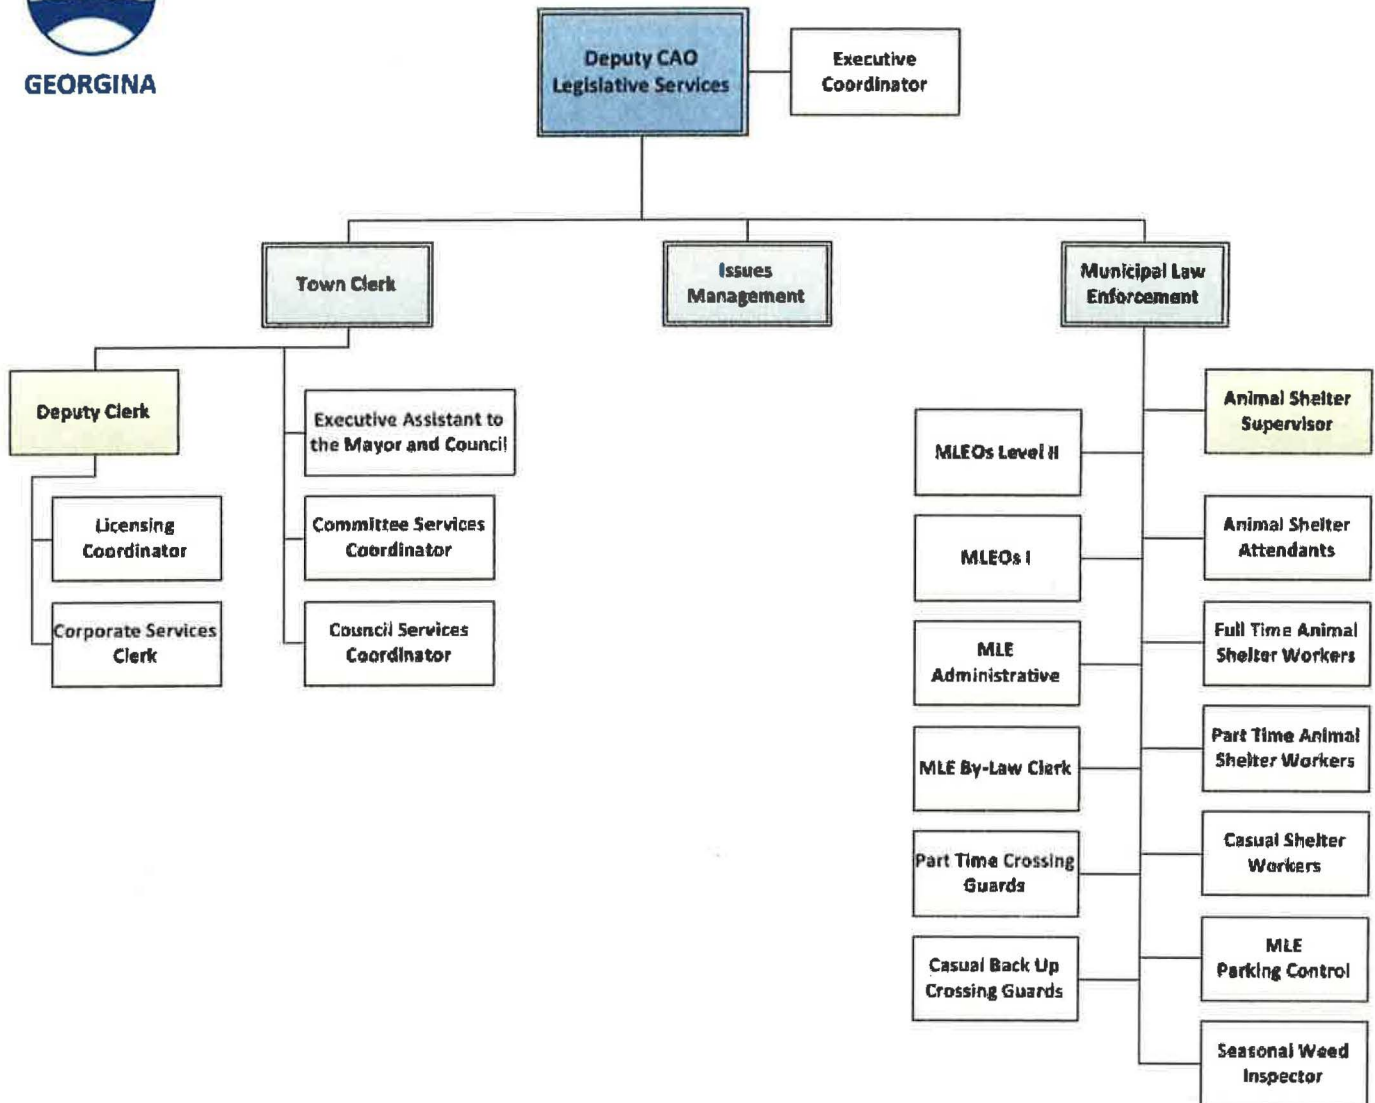 GEORGINA
Deputy CAO
Legislative Services
Executive
Coordinator
Town Clerk
Issues
Management
Municipal Law
Enforcement
Deputy Clerk
Licensing
Coordinator
Corporate Services
Clerk
Executive Assistant to
the Mayor and Council
Committee Services
Coordinator
Council Services
Coordinator
MLEOs Level II
MLEOs I
MLE
Administrative
MLE By-Law Clerk
Part Time Crossing
Guards
Casual Back Up
Crossing Guards
Animal Shelter
Supervisor
Animal Shelter
Attendants
Full Time Animal
Shelter Workers
Part Time Animal
Shelter Workers
Casual Shelter
Workers
MLE
Parking Control
Seasonal Weed
Inspector